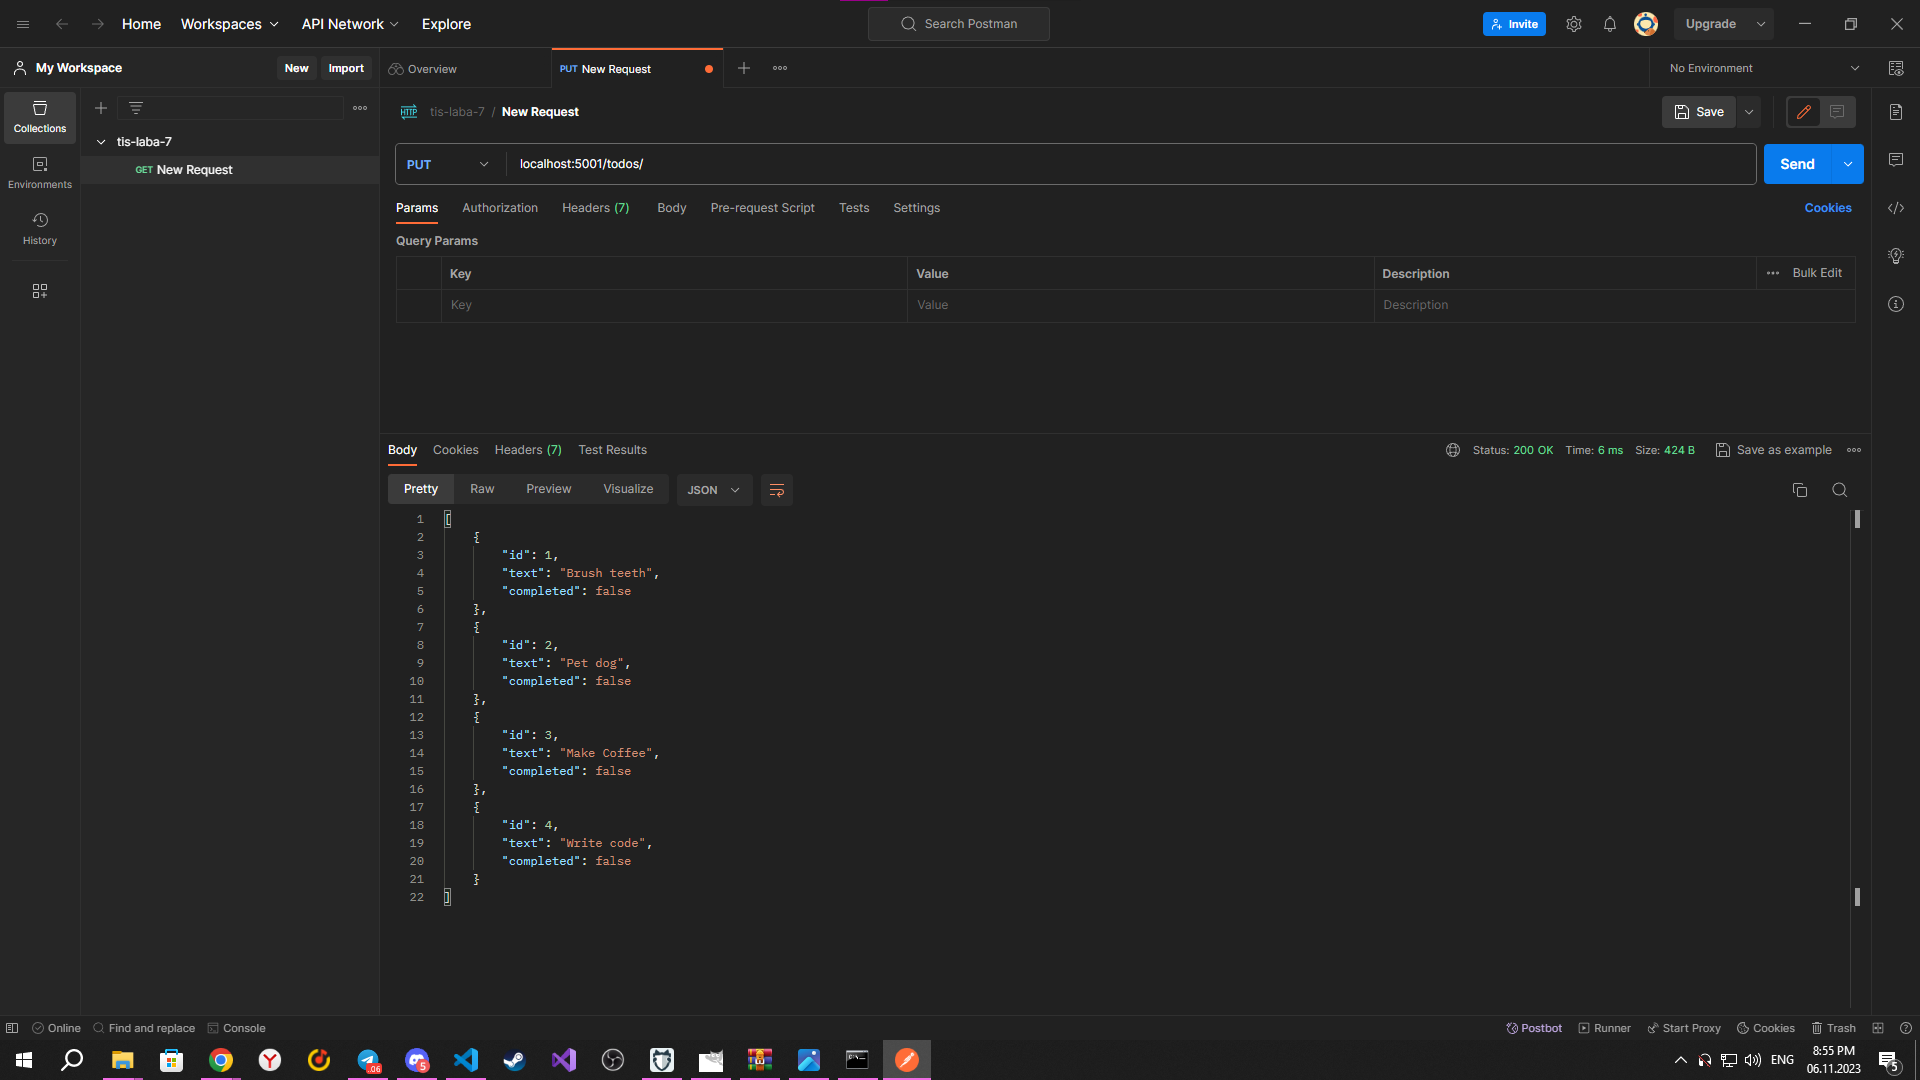 Home Workspaces API Network Explore Search Postman Invite Upgrade
My Workspace New Import Overview PUT New Request No Environment
Collections
Environments
History
tis-laba-7
GET New Request
HTTP tis-laba-7 / New Request Save
PUT localhost:5001/todos/ Send
Params Authorization Headers (7) Body Pre-request Script Tests Settings Cookies
Query Params
Key Value Description Bulk Edit
Key Value Description
Body Cookies Headers (7) Test Results Status: 200 OK Time: 6 ms Size: 424 B Save as example
Pretty Raw Preview Visualize JSON
1 [
2 {
3 "id": 1,
4 "text": "Brush teeth",
5 "completed": false
6 },
7 {
8 "id": 2,
9 "text": "Pet dog",
10 "completed": false
11 },
12 {
13 "id": 3,
14 "text": "Make Coffee",
15 "completed": false
16 },
17 {
18 "id": 4,
19 "text": "Write code",
20 "completed": false
21 }
22 ]
Online Find and replace Console Postbot Runner Start Proxy Cookies Trash
.06 5 ENG 8:55 PM
06.11.2023 5